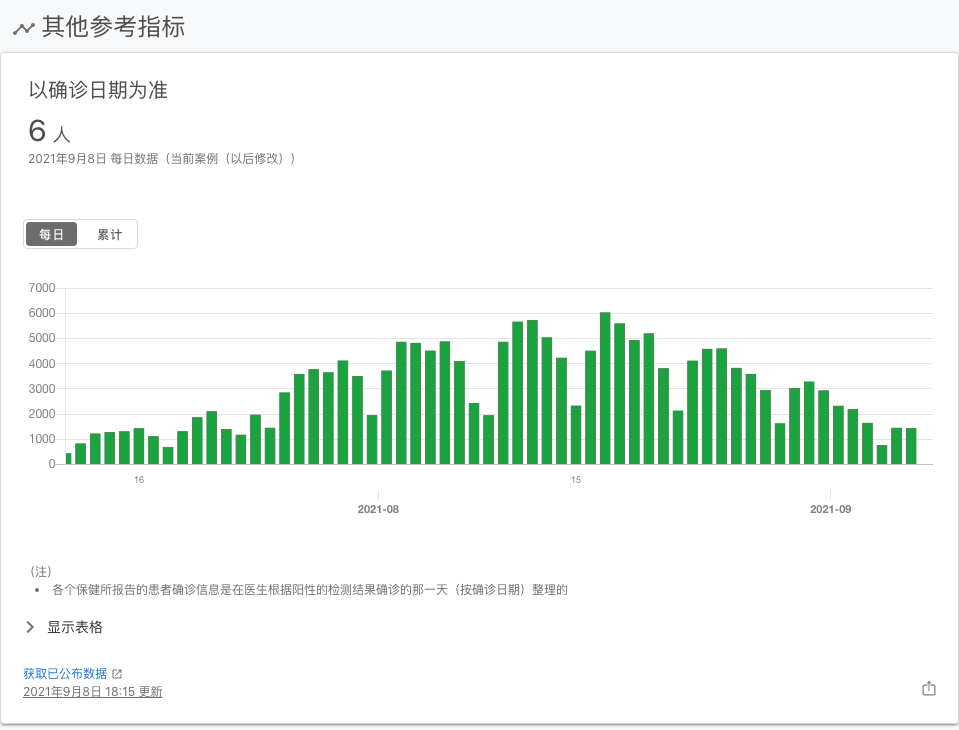 其他参考指标
以确诊日期为准
6 人
2021年9月8日 每日数据（当前案例（以后修改））
每日 累计
7000
6000
5000
4000
3000
2000
1000
0
16 15
2021-08 2021-09
（注）
• 各个保健所报告的患者确诊信息是在医生根据阳性的检测结果确诊的那一天（按确诊日期）整理的
显示表格
获取已公布数据
2021年9月8日 18:15 更新